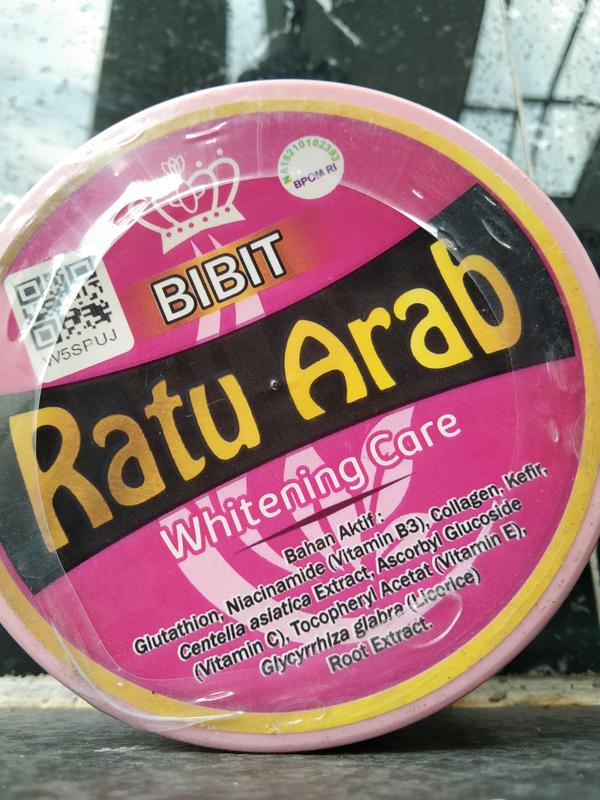 NA18210102393
BPOM RI
BIBIT
W5SPUJ
Ratu Arab
Whitening Care
Bahan Aktif :
Glutathion, Niacinamide (Vitamin B3), Collagen, Kefir,
Centella asiatica Extract, Ascorbyl Glucoside
(Vitamin C), Tocopheryl Acetat (Vitamin E),
Glycyrrhiza glabra (Licorice)
Root Extract.